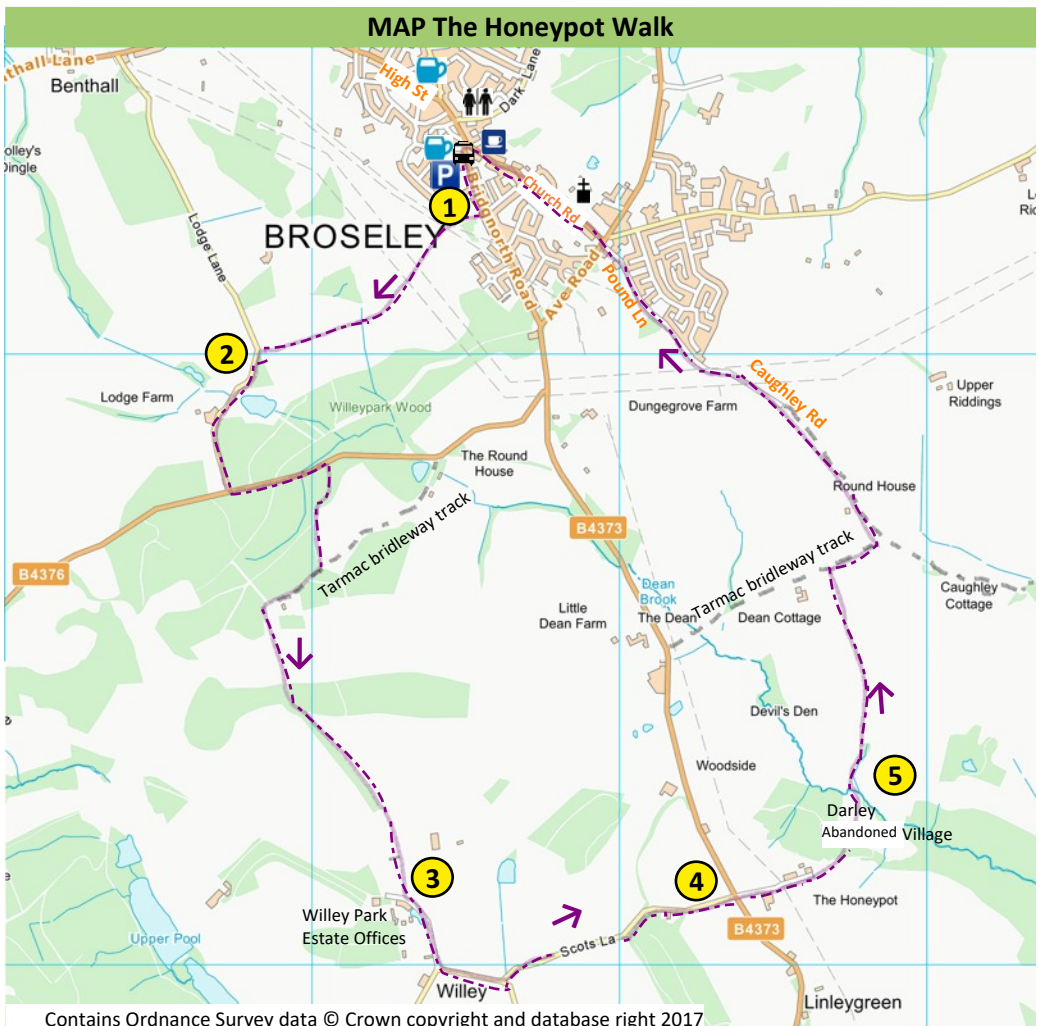 MAP The Honeypot Walk
nthall Lane
Benthall
High St
Dark Lane
olley's
Dingle
P
1
Church Rd
Bridgnorth Road
BROSELEY
Lodge Lane
Ave Road
Pound Ln
2
Lodge Farm
Willeypark Wood
Dungegrove Farm
Caughley Rd
Upper
Riddings
The Round
House
Round House
B4376
Tarmac bridleway track
B4373
Dean
Brook
Tarmac bridleway track
Caughley
Cottage
Little
Dean Farm
The Dean
Dean Cottage
Devil's Den
Woodside
5
Darley
Abandoned Village
3
4
The Honeypot
Willey Park
Estate Offices
B4373
Upper Pool
Scots La
Willey
Linleygreen
Contains Ordnance Survey data © Crown copyright and database right 2017